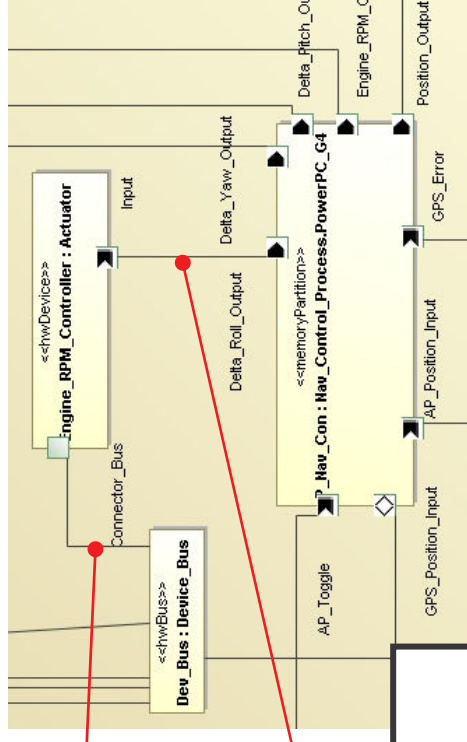 Delta_Pitch_Ou
Engine_RPM_C
Position_Output
<<hwDevice>>
Engine_RPM_Controller : Actuator
Input
Delta_Yaw_Output
Delta_Roll_Output
<<memoryPartition>>
P_Nav_Con : Nav_Control_Process.PowerPC_G4
GPS_Error
AP_Position_Input
Connector_Bus
<<hwBus>>
Dev_Bus : Device_Bus
AP_Toggle
GPS_Position_Input